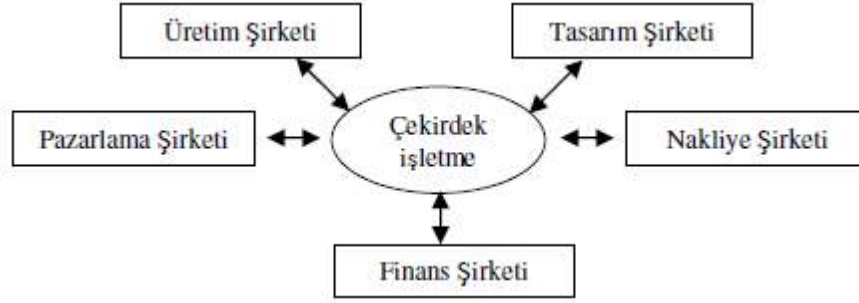 Üretim Şirketi
Tasarım Şirketi
Pazarlama Şirketi
Çekirdek
işletme
Nakliye Şirketi
Finans Şirketi